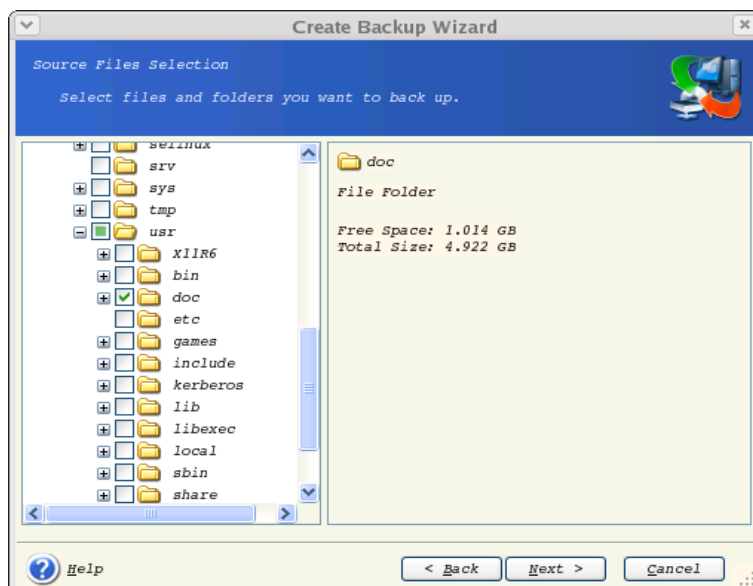 Create Backup Wizard
Source Files Selection
Select files and folders you want to back up.
selinux
srv
sys
tmp
usr
X11R6
bin
doc
etc
games
include
kerberos
lib
libexec
local
sbin
share
doc
File Folder
Free Space: 1.014 GB
Total Size: 4.922 GB
Help
< Back
Next >
Cancel